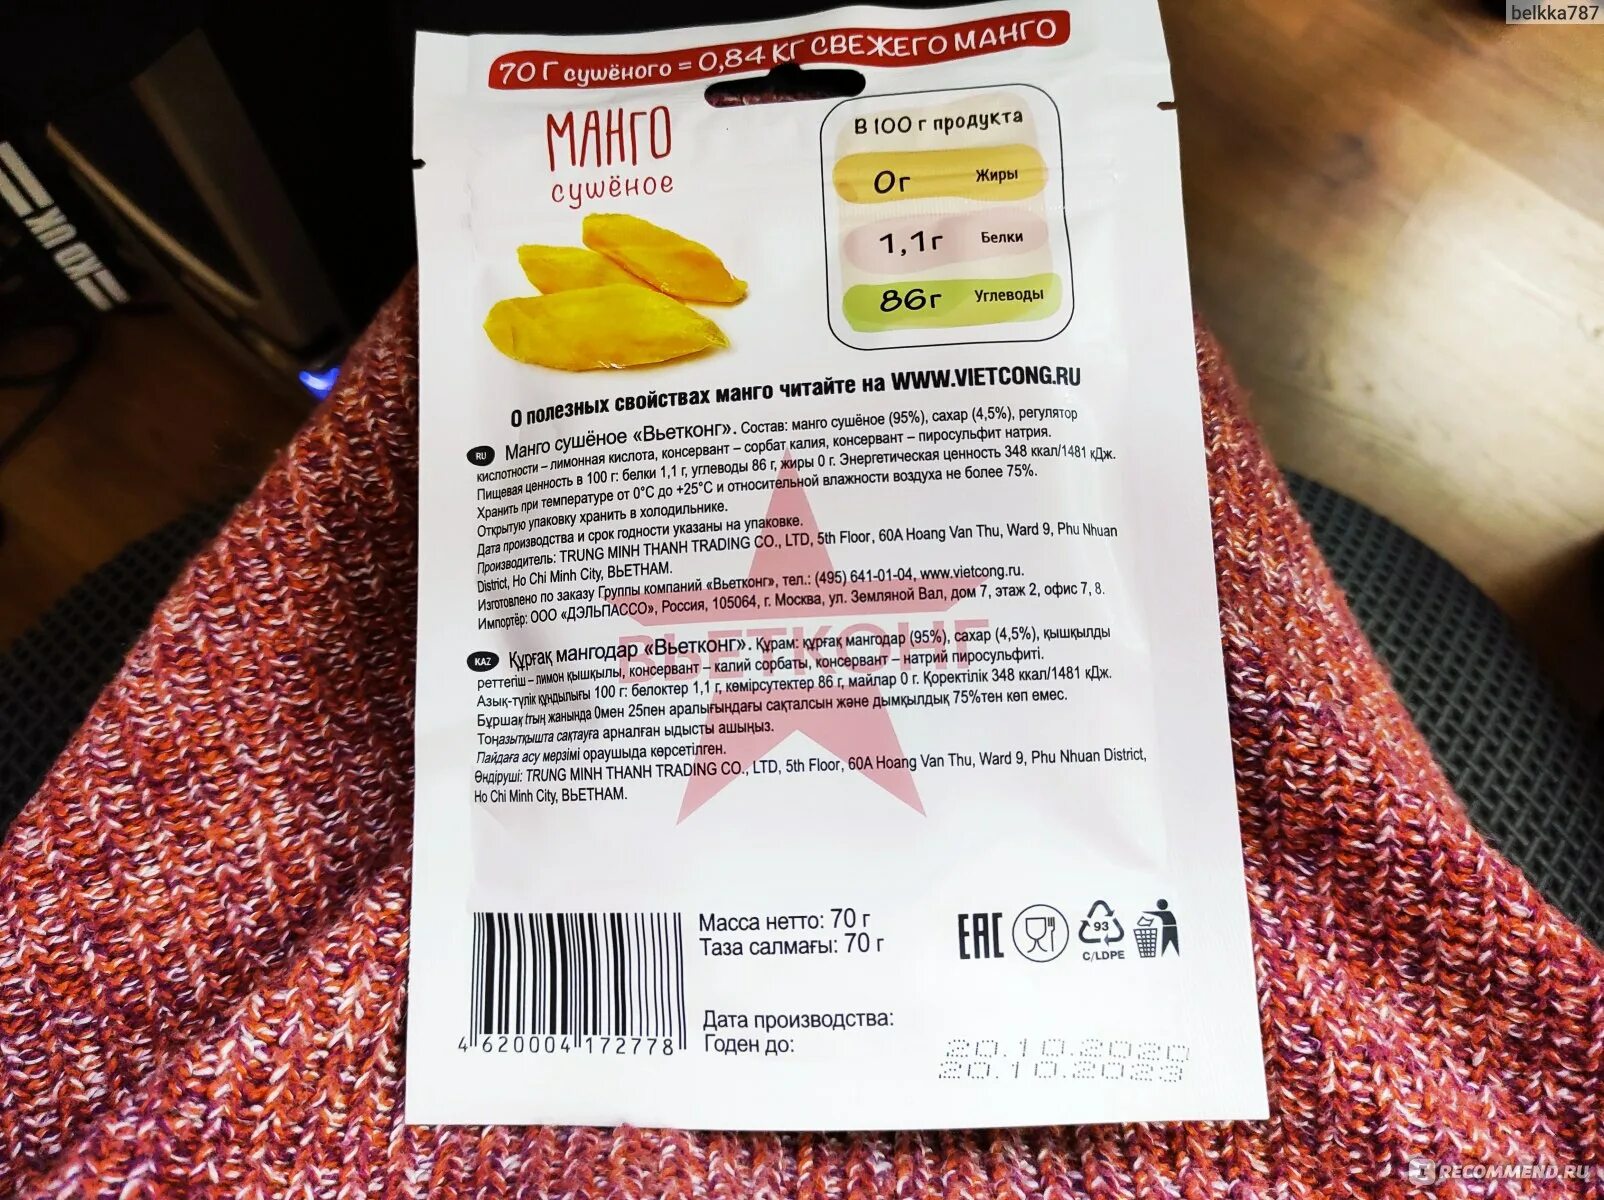 belkka787
70 Г сушёного = 0,84 КГ СВЕЖЕГО МАНГО
МАНГО
сушёное
В 100 г продукта
0г Жиры
1,1г Белки
86г Углеводы
О полезных свойствах манго читайте на WWW.VIETCONG.RU
RU Манго сушёное «Вьетконг». Состав: манго сушёное (95%), сахар (4,5%), регулятор
кислотности – лимонная кислота, консервант – сорбат калия, консервант – пиросульфит натрия.
Пищевая ценность в 100 г: белки 1,1 г, углеводы 86 г, жиры 0 г. Энергетическая ценность 348 ккал/1481 кДж.
Хранить при температуре от 0°С до +25°С и относительной влажности воздуха не более 75%.
Открытую упаковку хранить в холодильнике.
Дата производства и срок годности указаны на упаковке.
Производитель: TRUNG MINH THANH TRADING CO., LTD, 5th Floor, 60A Hoang Van Thu, Ward 9, Phu Nhuan
District, Ho Chi Minh City, ВЬЕТНАМ.
Изготовлено по заказу Группы компаний «Вьетконг», тел.: (495) 641-01-04, www.vietcong.ru.
Импортёр: ООО «ДЭЛЬПАССО», Россия, 105064, г. Москва, ул. Земляной Вал, дом 7, этаж 2, офис 7, 8.
ВЬЕТКОНГ
KAZ Құрғақ мангодар «Вьетконг». Құрам: құрғақ мангодар (95%), сахар (4,5%), қышқылды
реттегіш – лимон қышқылы, консервант – калий сорбаты, консервант – натрий пиросульфиті.
Азық-түлік құндылығы 100 г: белоктер 1,1 г, көмірсутектер 86 г, майлар 0 г. Қоректілік 348 ккал/1481 кДж.
Бұршақ ітың жанында 0мен 25пен аралығындағы сақталсын және дымқылдық 75%тен көп емес.
Тоңазытқышта сақтауға арналған ыдысты ашыңыз.
Пайдаға асу мерзімі ораушыда көрсетілген.
Өндіруші: TRUNG MINH THANH TRADING CO., LTD, 5th Floor, 60A Hoang Van Thu, Ward 9, Phu Nhuan District,
Ho Chi Minh City, ВЬЕТНАМ.
Масса нетто: 70 г
Таза салмағы: 70 г
EAC
93
C/LDPE
4 620004 172778
Дата производства: 20.10.2020
Годен до: 20.10.2023
IRECOMMEND.RU